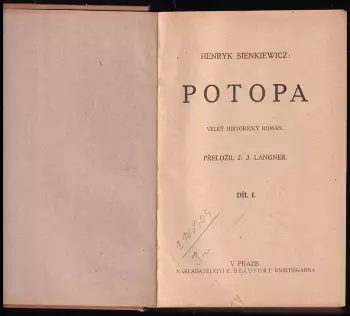 HENRYK SIENKIEWICZ:
POTOPA
VELKÝ HISTORICKÝ ROMÁN.
PŘELOŽIL J. J. LANGNER.
DÍL I.
V PRAZE
NAKLADATELSTVÍ E. BEAUFORT KNIHTISKÁRNA